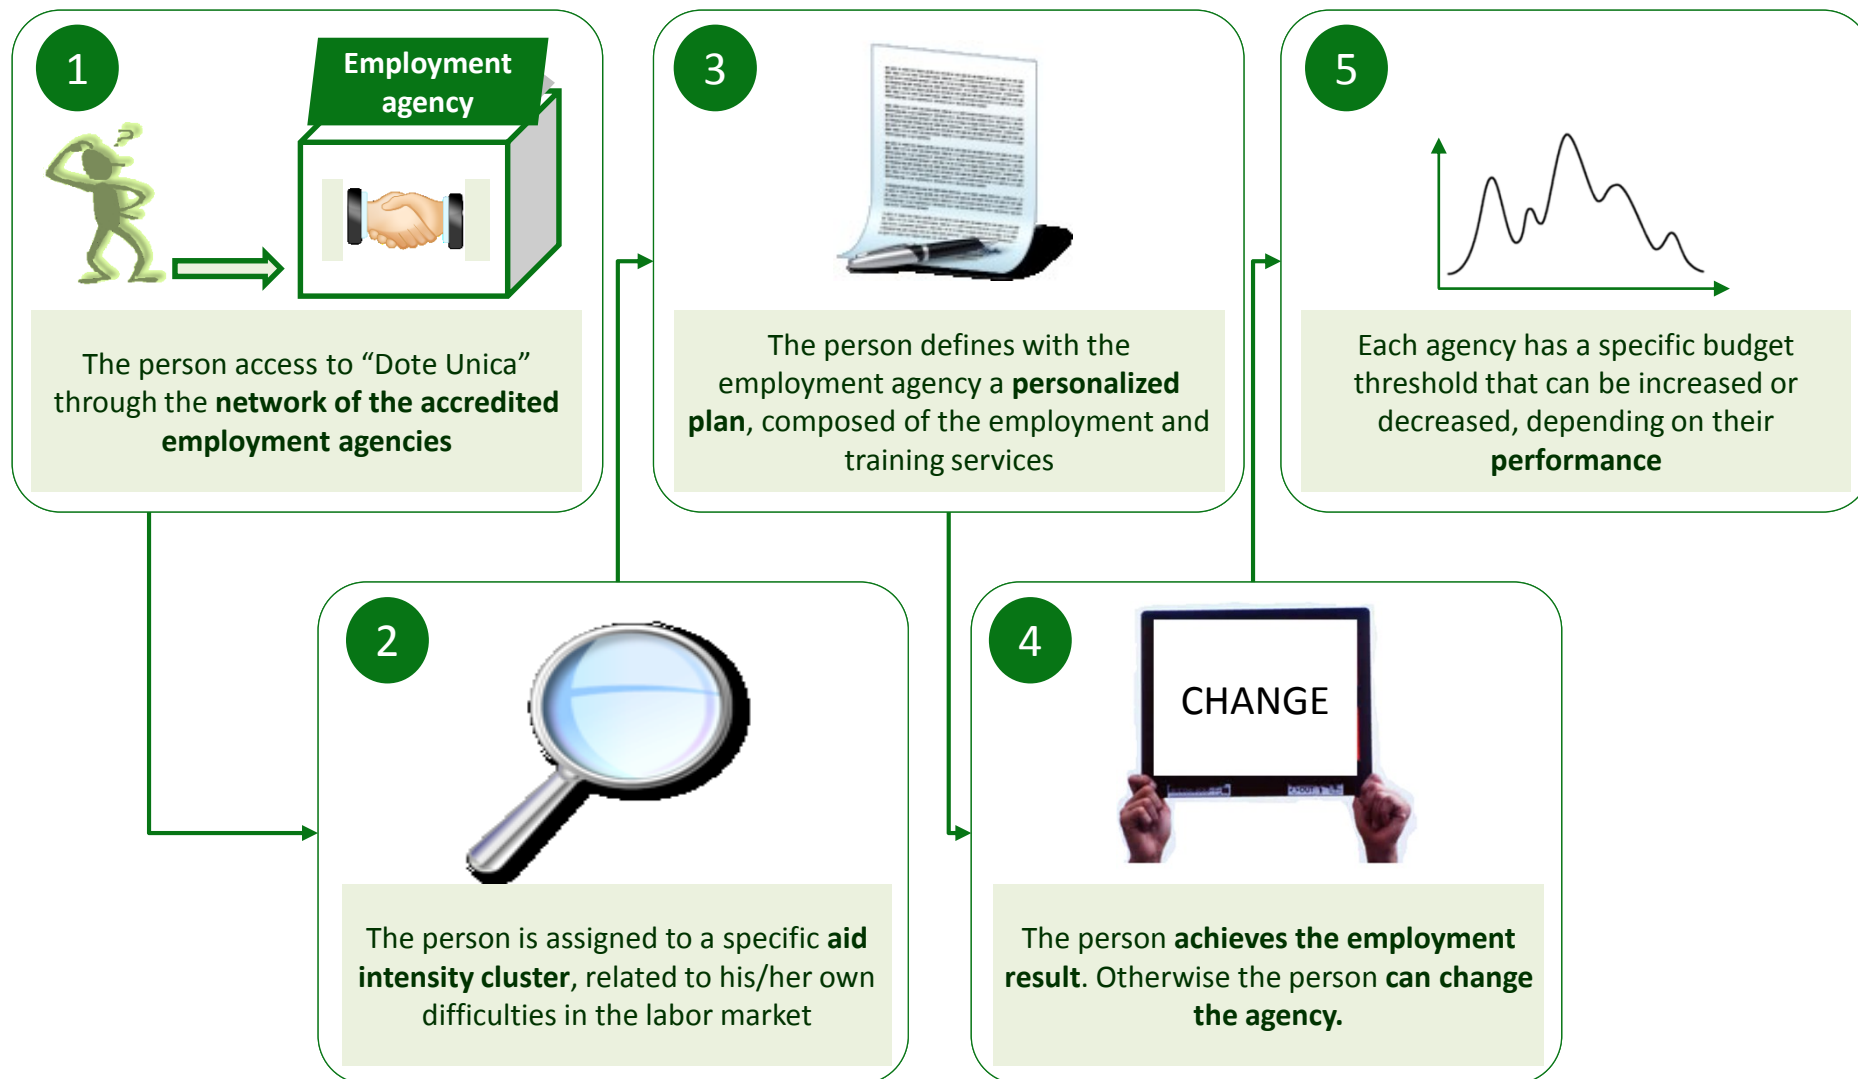 1
Employment
agency
The person access to “Dote Unica”
through the network of the accredited
employment agencies
2
The person is assigned to a specific aid
intensity cluster, related to his/her own
difficulties in the labor market
3
The person defines with the
employment agency a personalized
plan, composed of the employment and
training services
4
CHANGE
The person achieves the employment
result. Otherwise the person can change
the agency.
5
Each agency has a specific budget
threshold that can be increased or
decreased, depending on their
performance